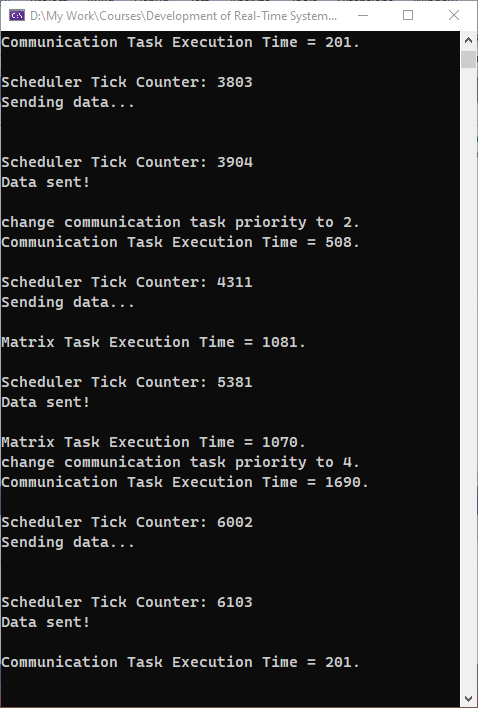 D:\My Work\Courses\Development of Real-Time System...
Communication Task Execution Time = 201.
Scheduler Tick Counter: 3803
Sending data...
Scheduler Tick Counter: 3904
Data sent!
change communication task priority to 2.
Communication Task Execution Time = 508.
Scheduler Tick Counter: 4311
Sending data...
Matrix Task Execution Time = 1081.
Scheduler Tick Counter: 5381
Data sent!
Matrix Task Execution Time = 1070.
change communication task priority to 4.
Communication Task Execution Time = 1690.
Scheduler Tick Counter: 6002
Sending data...
Scheduler Tick Counter: 6103
Data sent!
Communication Task Execution Time = 201.